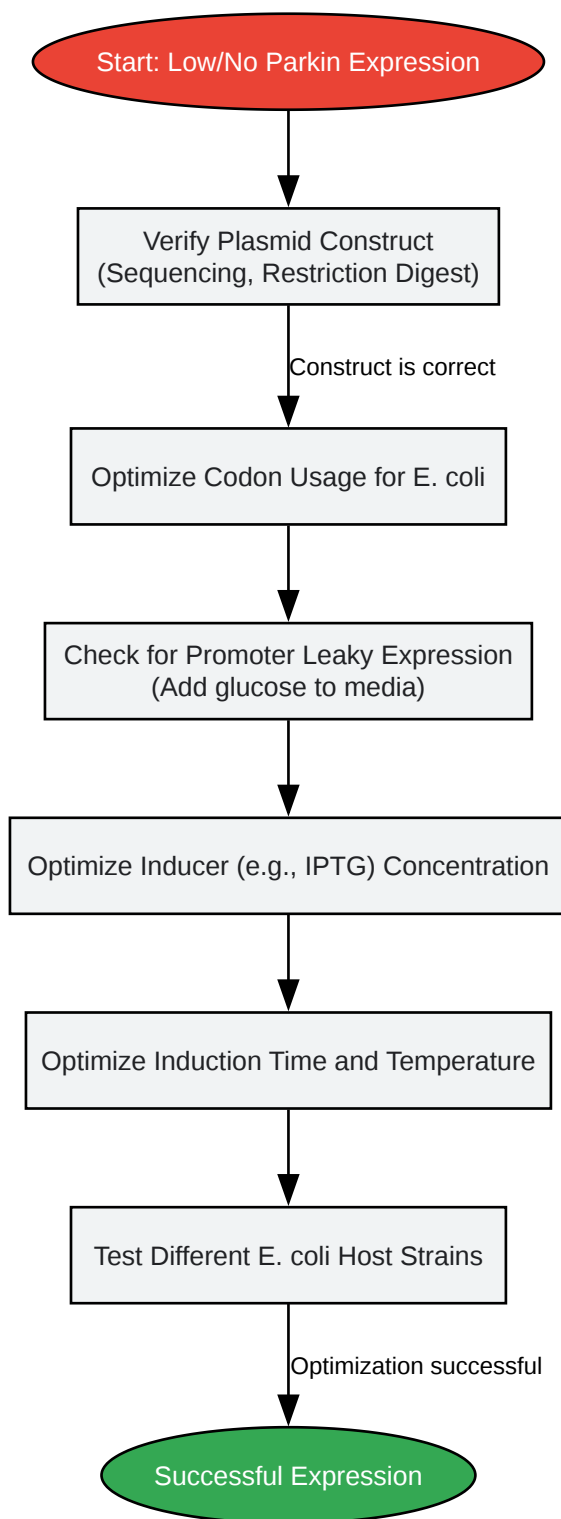 Start: Low/No Parkin Expression
Verify Plasmid Construct
(Sequencing, Restriction Digest)
Construct is correct
Optimize Codon Usage for E. coli
Check for Promoter Leaky Expression
(Add glucose to media)
Optimize Inducer (e.g., IPTG) Concentration
Optimize Induction Time and Temperature
Test Different E. coli Host Strains
Optimization successful
Successful Expression